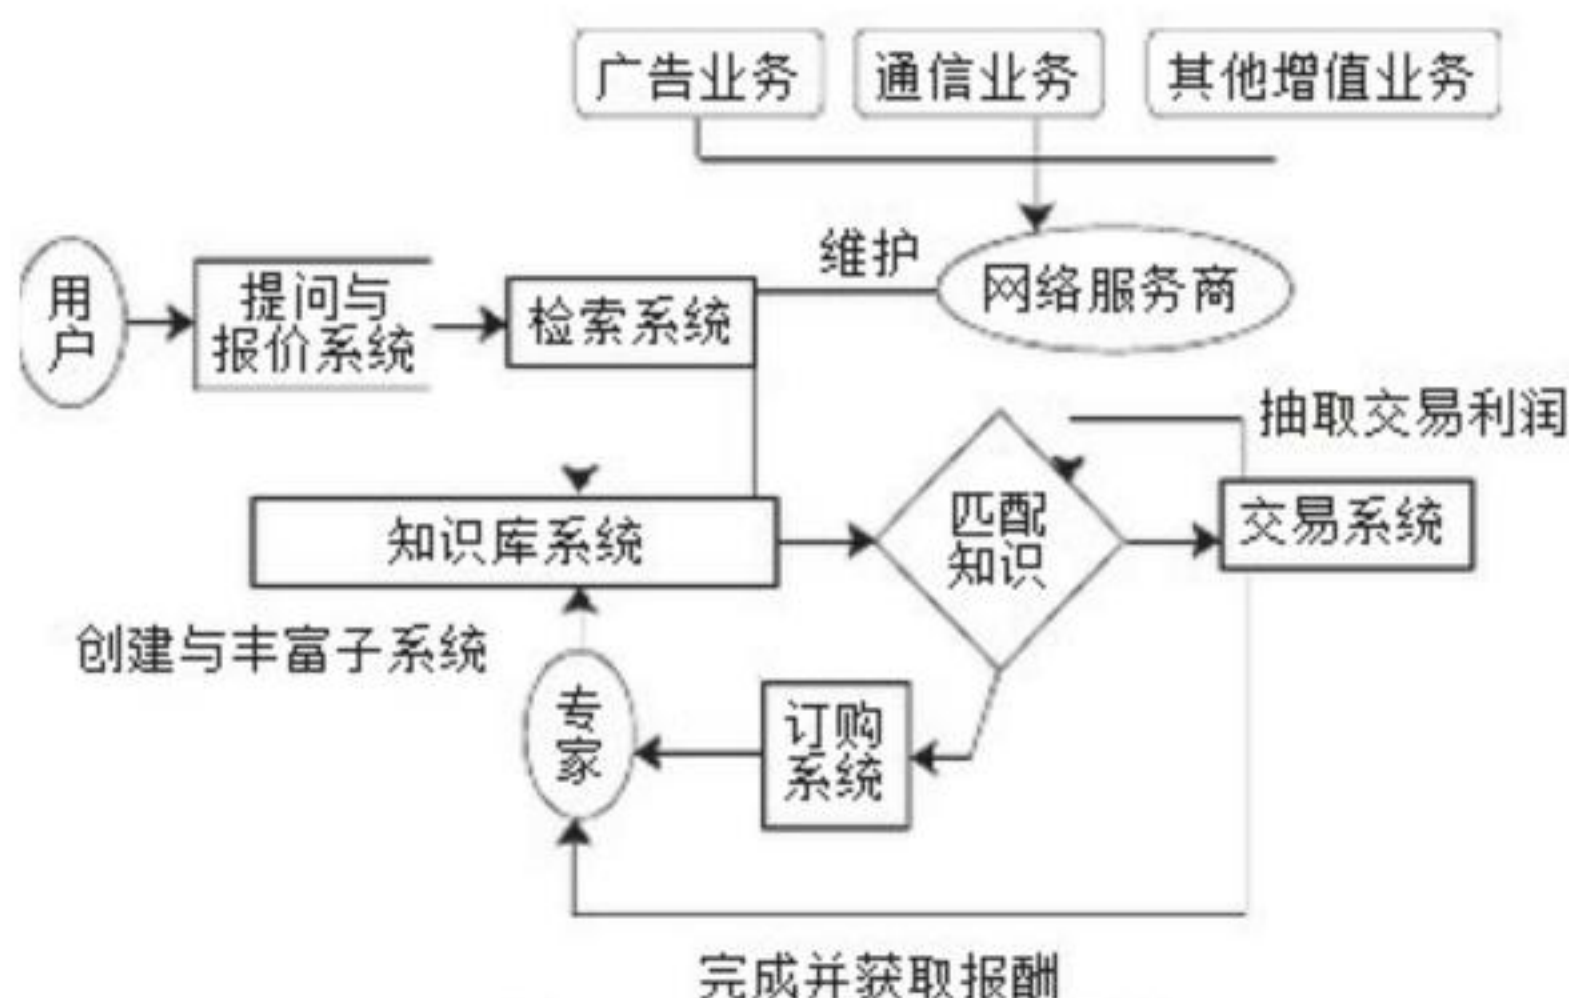 广告业务
通信业务
其他增值业务
维护
网络服务商
用
户
提问与
报价系统
检索系统
抽取交易利润
知识库系统
匹配
知识
交易系统
创建与丰富子系统
专
家
订购
系统
完成并获取报酬